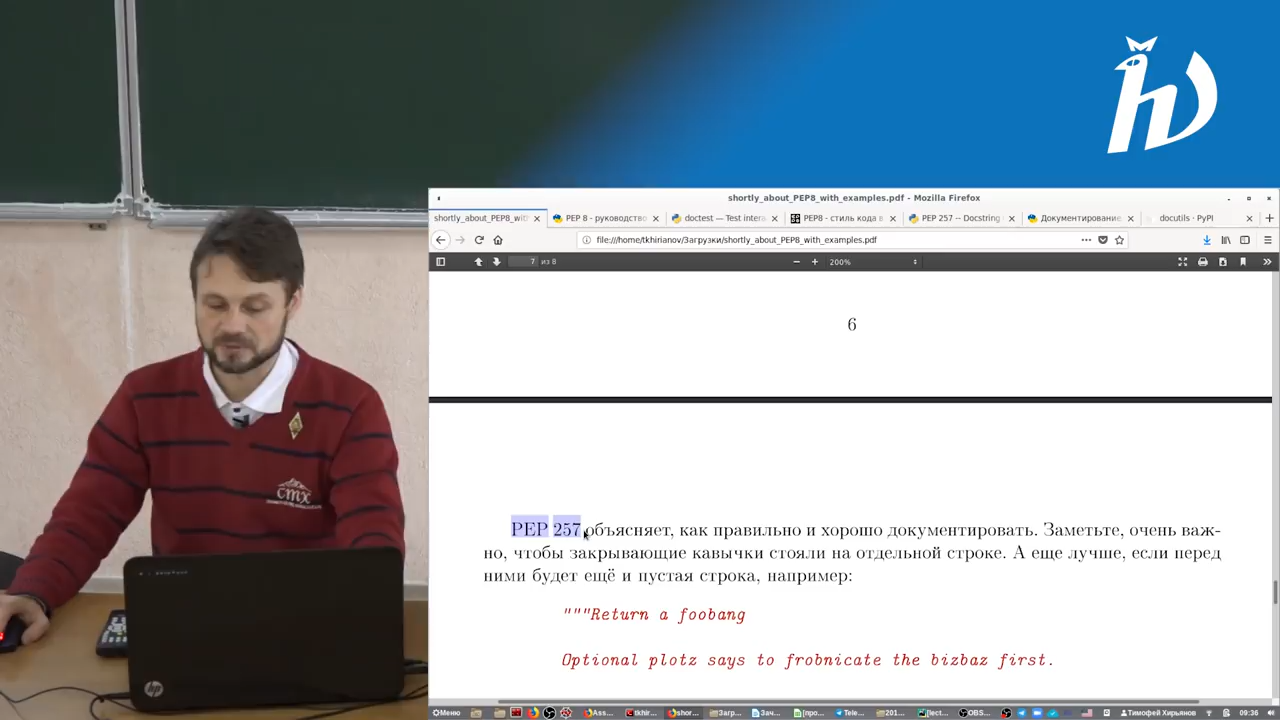 shortly_about_PEP8_with_examples.pdf - Mozilla Firefox
shortly_about_PEP8_wit
PEP 8 - руководство
doctest — Test intera
PEP8 - стиль кода в
PEP 257 -- Docstring
Документирование
docutils · PyPI
file:///home/tkhirianov/Загрузки/shortly_about_PEP8_with_examples.pdf
7 из 8
200%
6
PEP 257 объясняет, как правильно и хорошо документировать. Заметьте, очень важ-
но, чтобы закрывающие кавычки стояли на отдельной строке. А еще лучше, если перед
ними будет ещё и пустая строка, например:
"""Return a foobang
Optional plotz says to frobnicate the bizbaz first.
cmx
hp
Меню
Тимофей Хирьянов
09:36